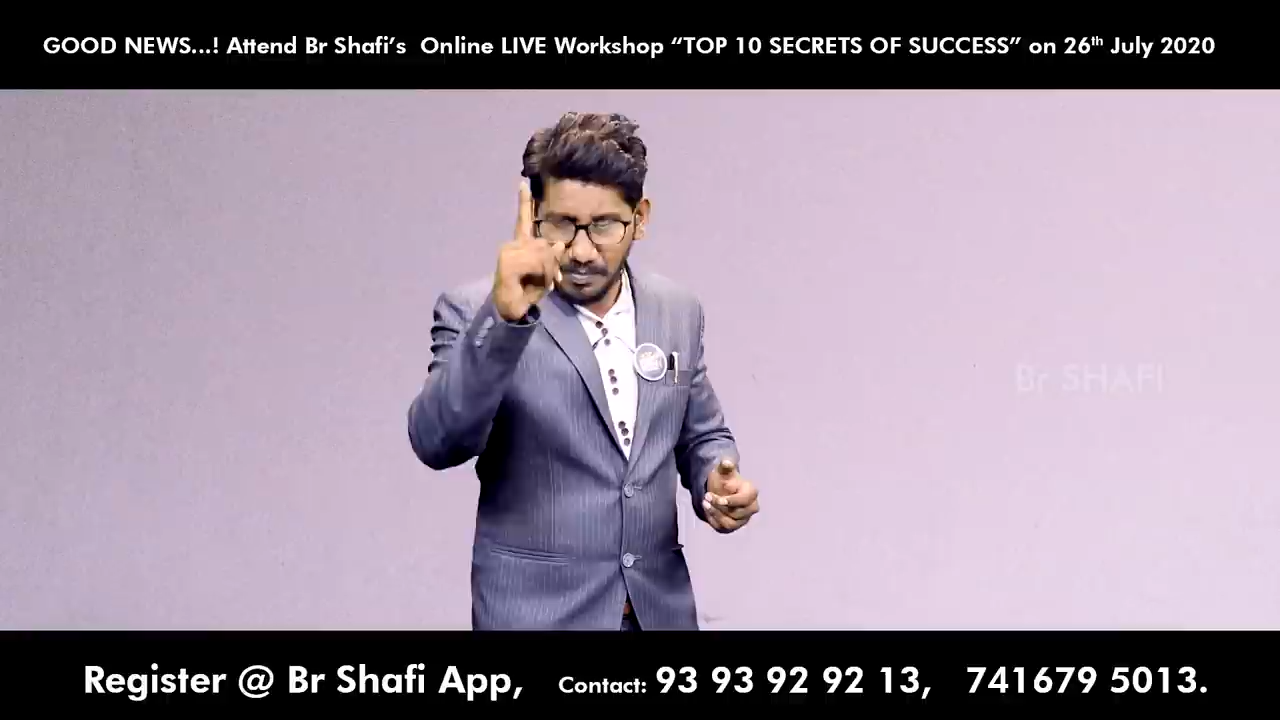 GOOD NEWS...! Attend Br Shafi's Online LIVE Workshop “TOP 10 SECRETS OF SUCCESS” on 26th July 2020
Br SHAFI
Register @ Br Shafi App, Contact: 93 93 92 92 13, 741679 5013.